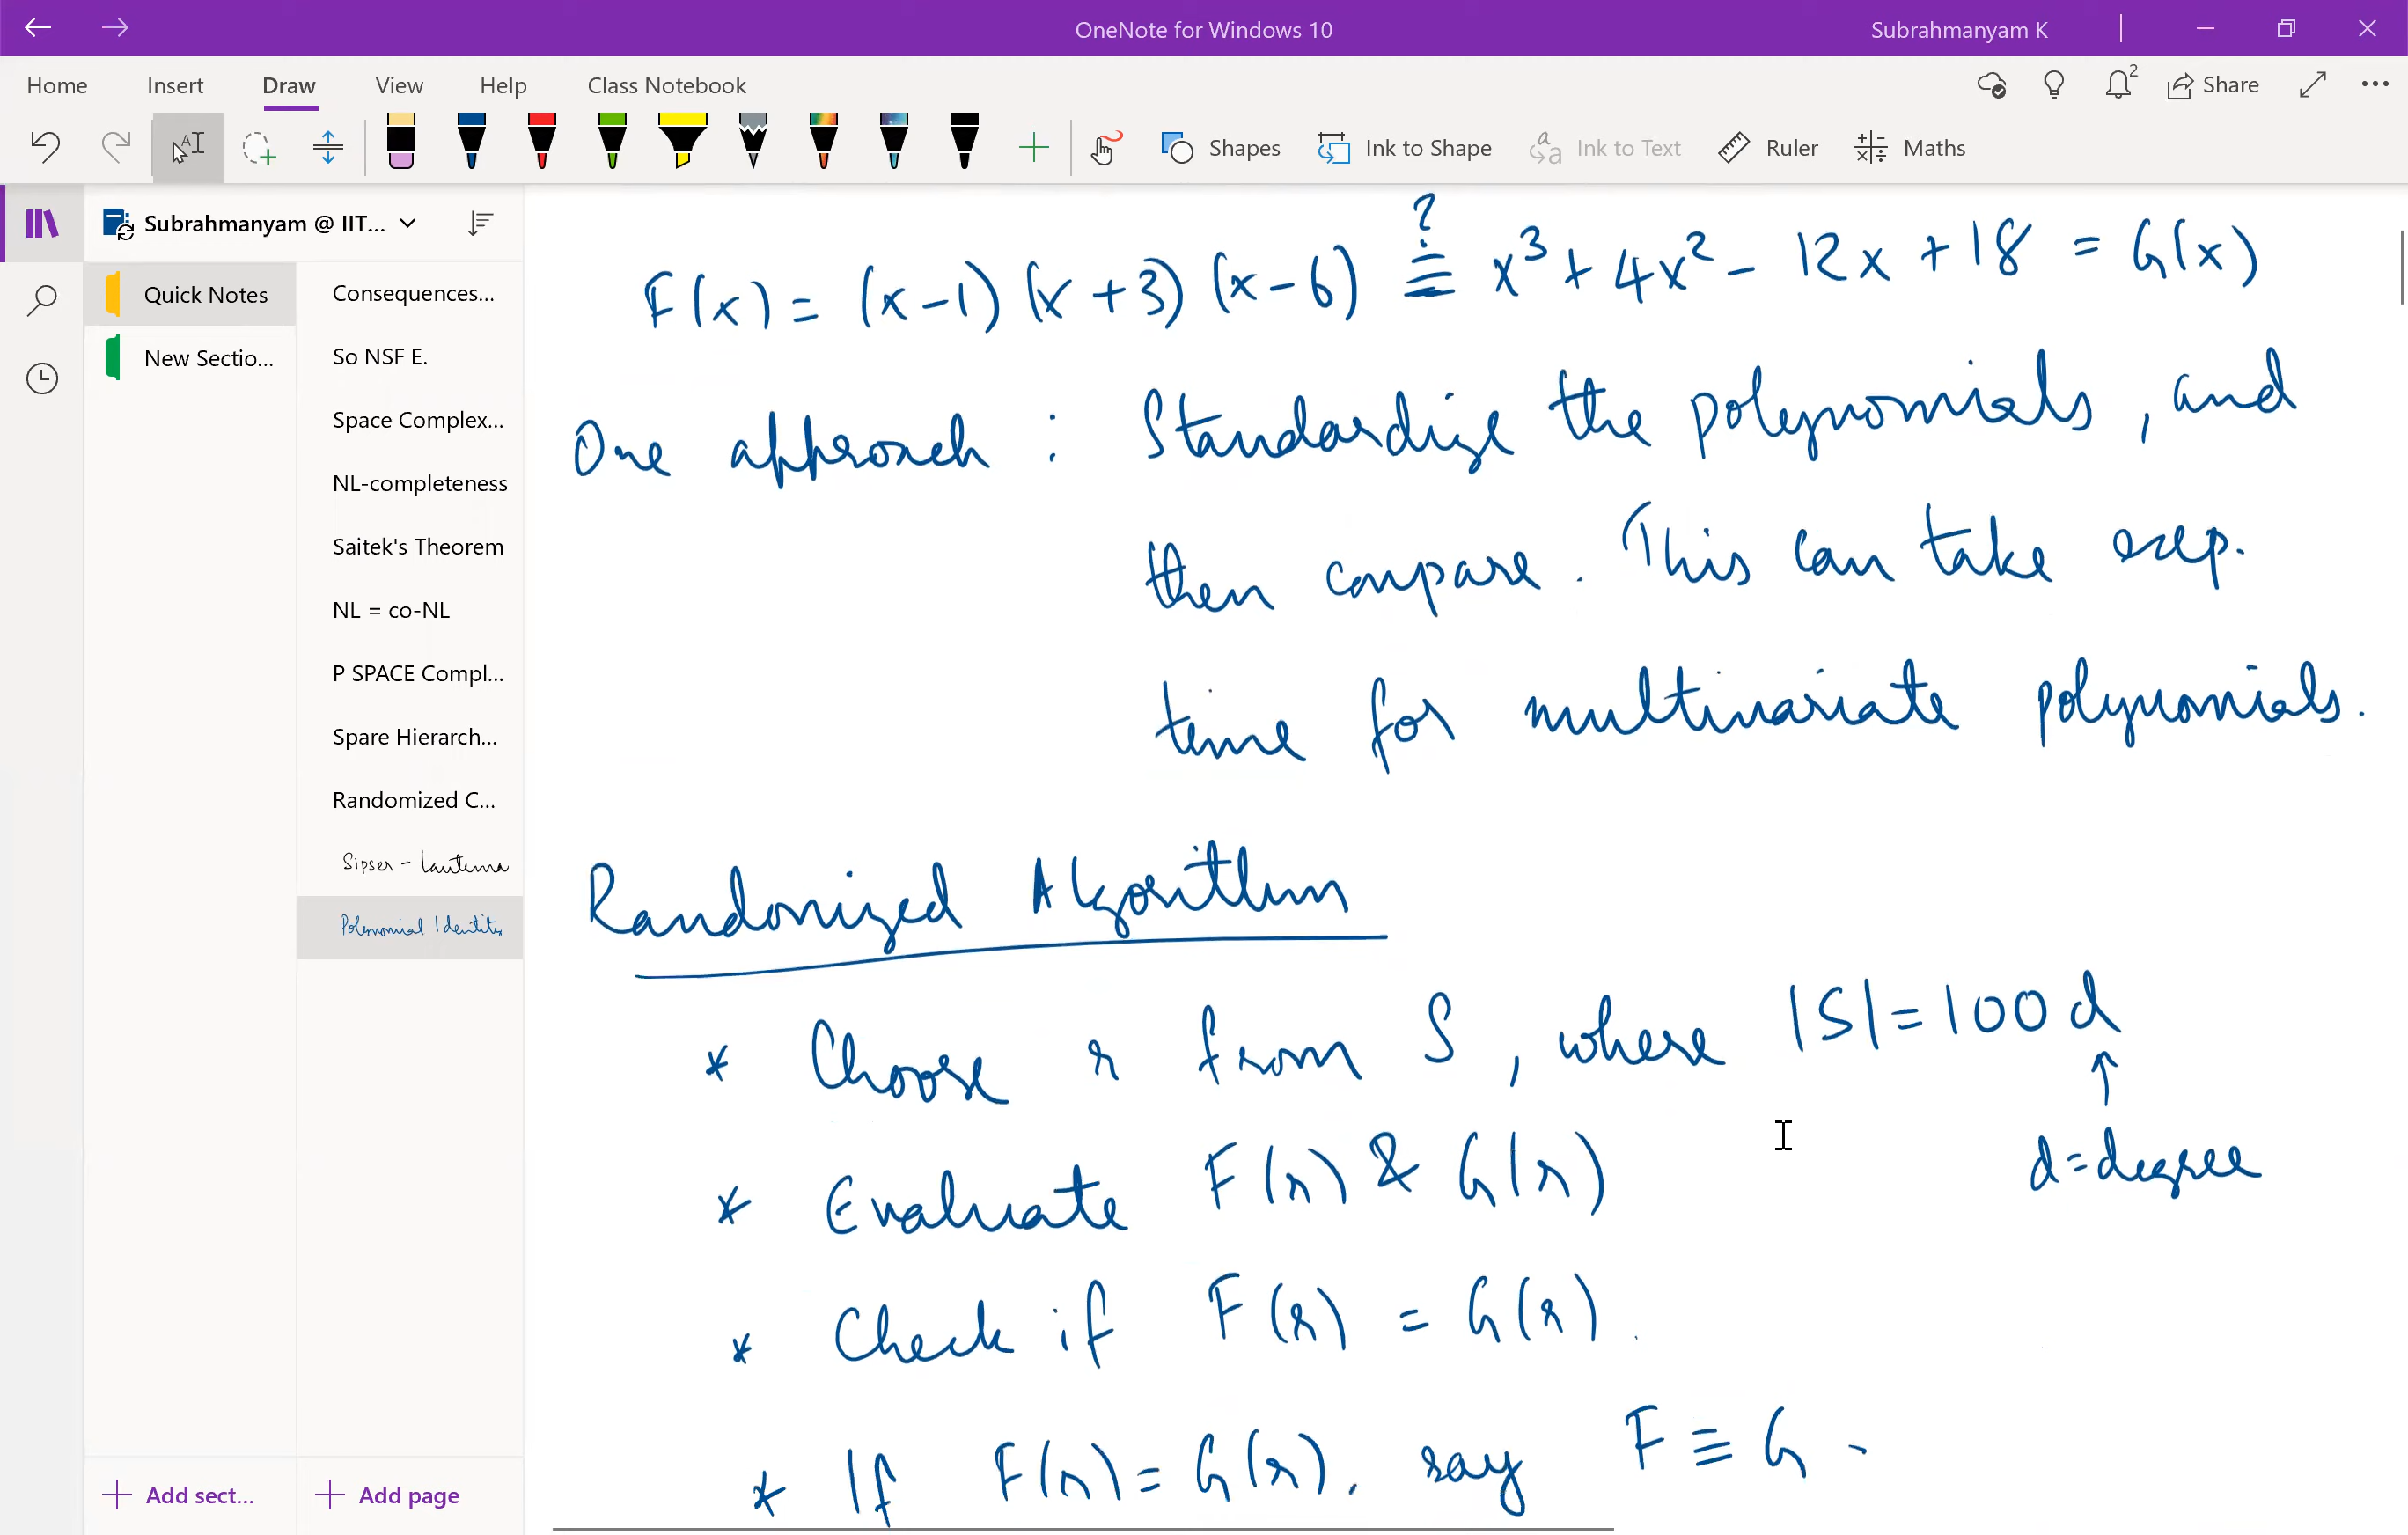 OneNote for Windows 10
Subrahmanyam K
Home Insert Draw View Help Class Notebook
2 Share
Shapes Ink to Shape Ink to Text Ruler Maths
Subrahmanyam @ IIT...
Quick Notes
New Sectio...
Consequences...
So NSF E.
Space Complex...
NL-completeness
Saitek's Theorem
NL = co-NL
P SPACE Compl...
Spare Hierarch...
Randomized C...
Sipser - Lautema
Polynomial Identity
Add sect...
Add page
F(x) = (x-1) (x+3) (x-6) ≟ x³ + 4x² - 12x + 18 = G(x)
One approach : Standardize the polynomials, and
then compare. This can take exp.
time for multivariate polynomials.
Randomized Algorithm
* Choose r from S, where |S| = 100 d
↑
d = degree
* Evaluate F(r) & G(r)
* Check if F(r) = G(r).
* If F(r) = G(r), say F ≡ G.